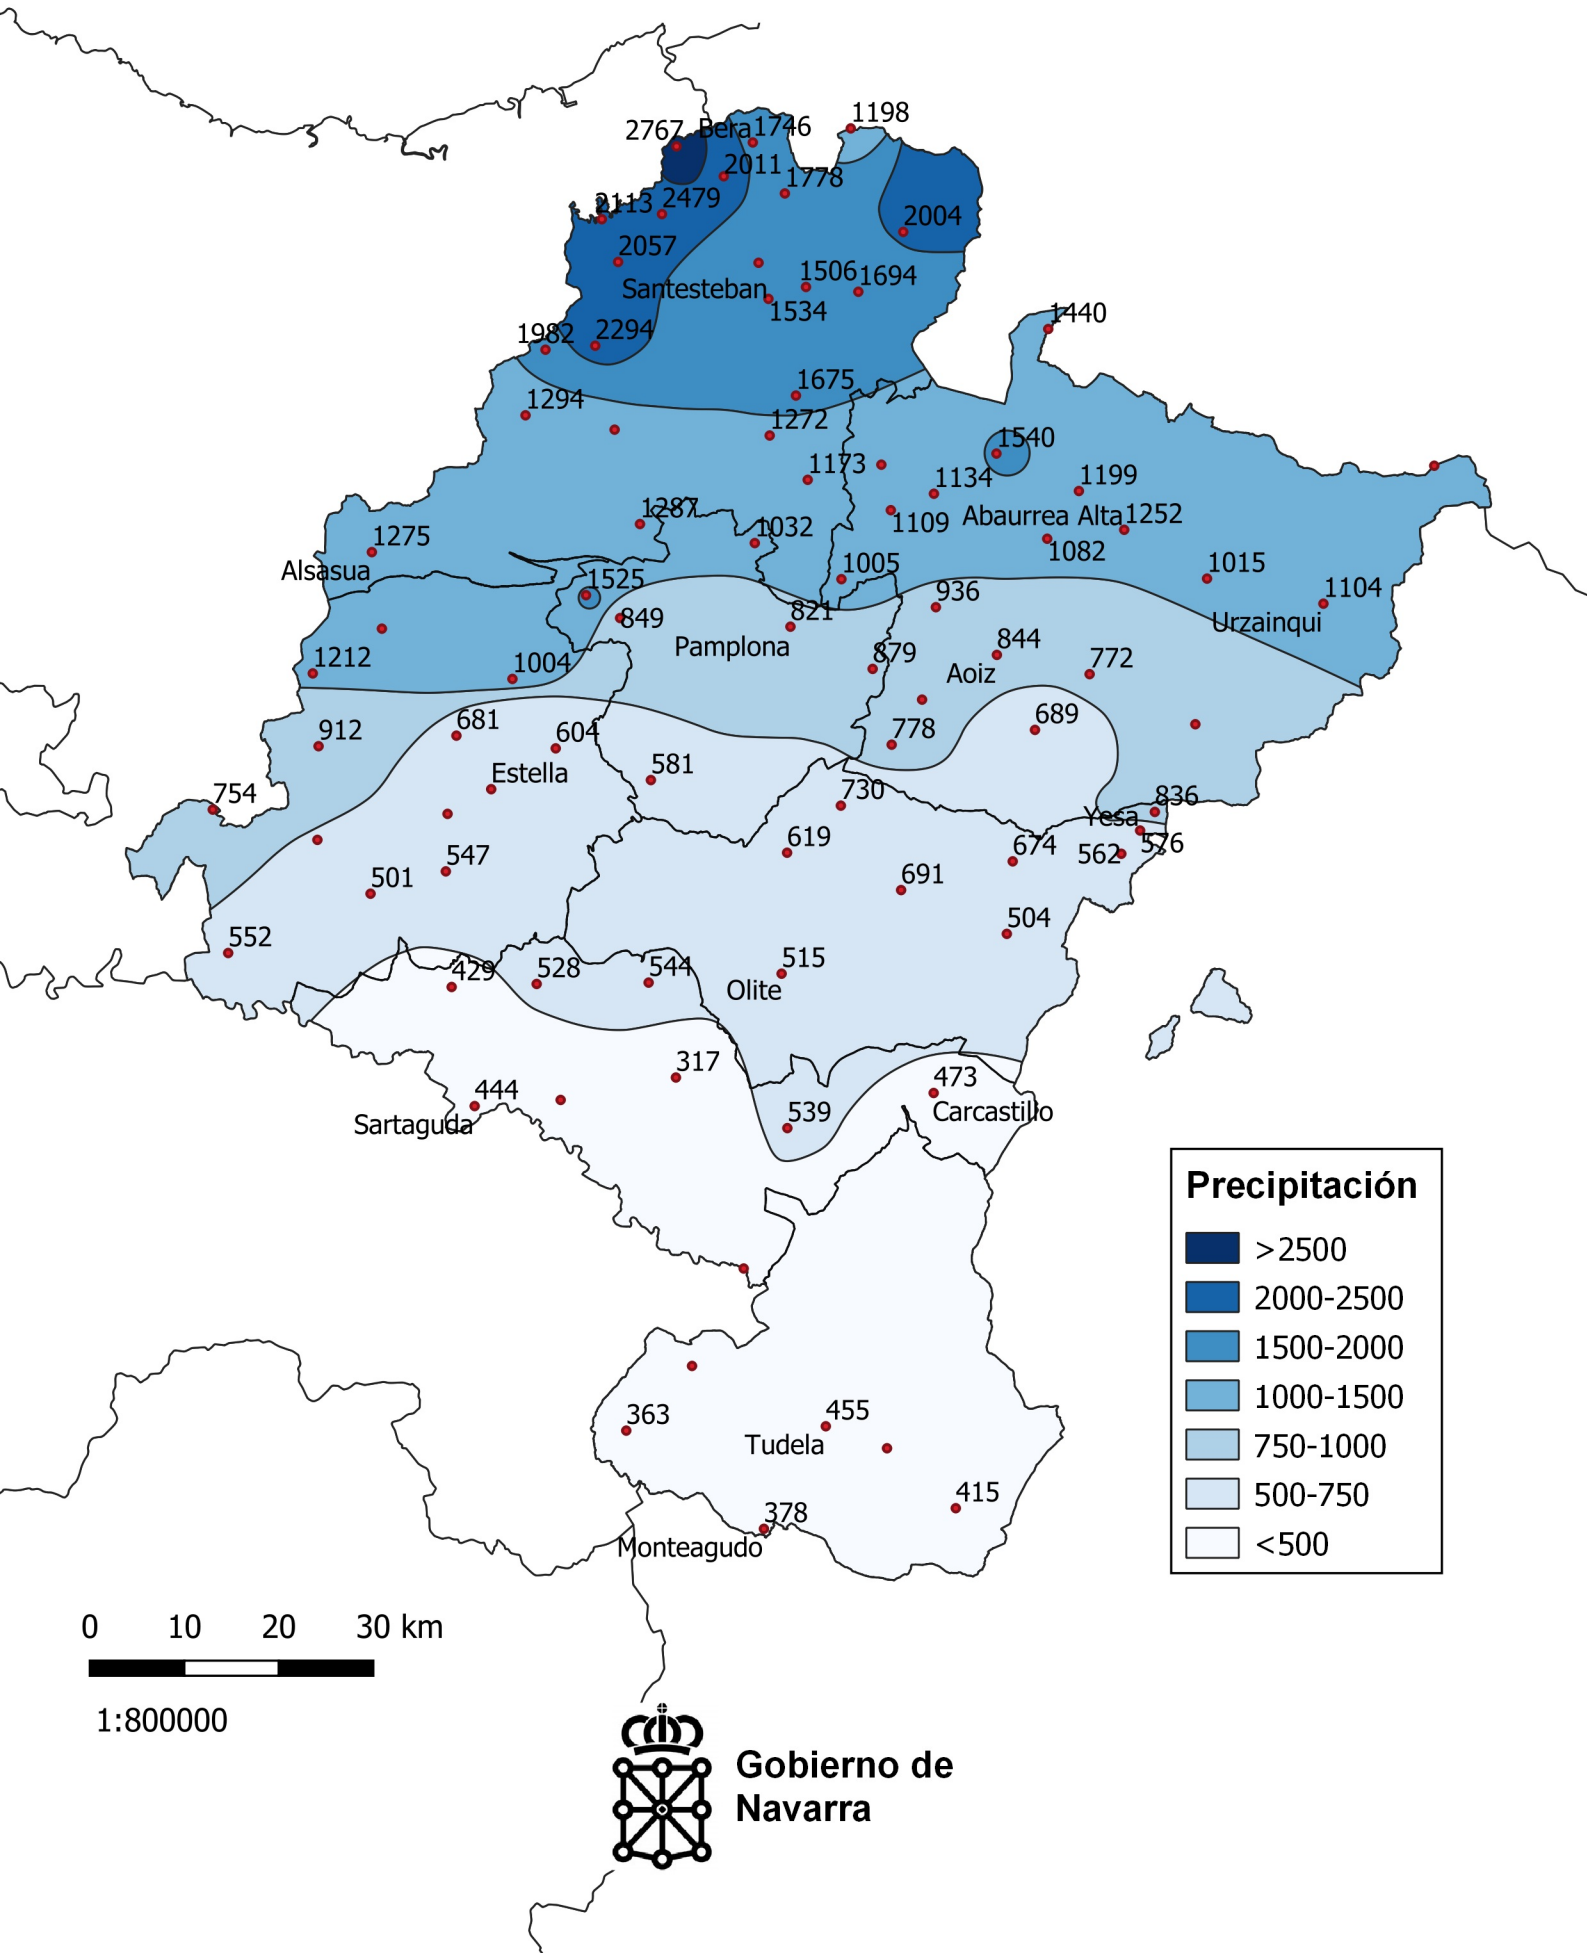 1198
2767 Bera 1746
2011
1778
2113 2479
2004
2057
1506 1694
Santesteban
1534
1440
1982 2294
1675
1294
1272
1540
1173
1134 1199
1287
1109 Abaurrea Alta 1252
1032
1275
1082
Alsasua
1005 1015
1525
936 1104
849 821
Urzainqui
Pamplona
844
1212 1004 879 772
Aoiz
689
912 681 604 778
581
Estella
754 730 836
Yesa
619 674 576
547 562
501 691
504
552
429 528 544 515
Olite
317
473
444
539 Carcastillo
Sartaguda
Precipitación
>2500
2000-2500
1500-2000
1000-1500
750-1000
500-750
<500
363 455
Tudela
415
378
Monteagudo
0 10 20 30 km
1:800000
Gobierno de
Navarra